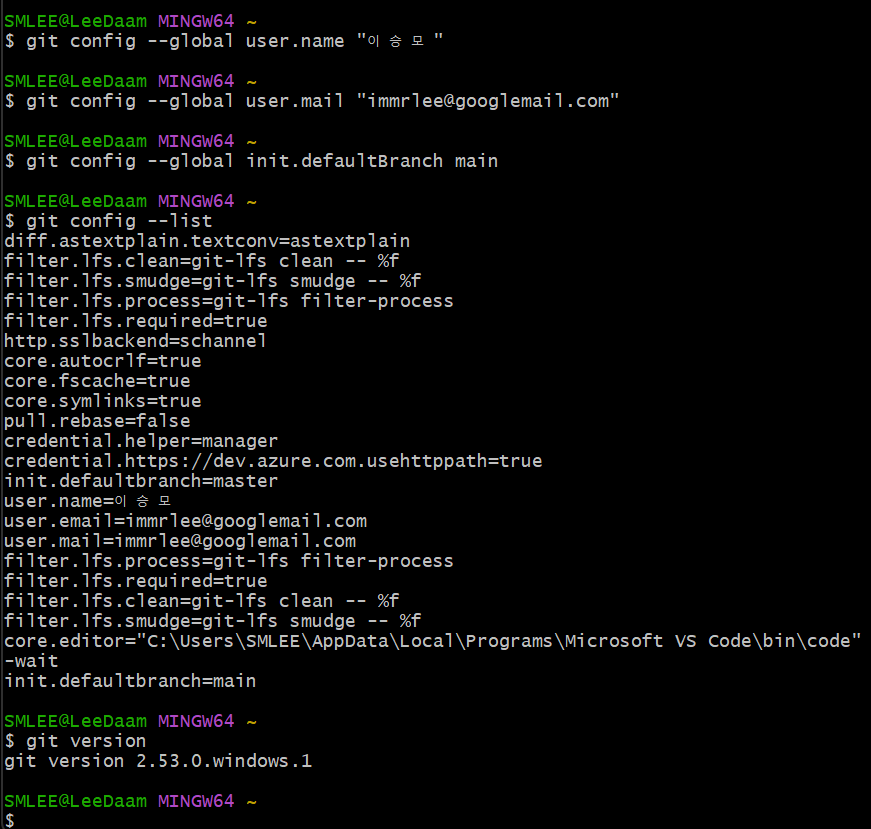 SMLEE@LeeDaam MINGW64 ~
$ git config --global user.name "이 승 모 "
SMLEE@LeeDaam MINGW64 ~
$ git config --global user.mail "immrlee@googlemail.com"
SMLEE@LeeDaam MINGW64 ~
$ git config --global init.defaultBranch main
SMLEE@LeeDaam MINGW64 ~
$ git config --list
diff.astextplain.textconv=astextplain
filter.lfs.clean=git-lfs clean -- %f
filter.lfs.smudge=git-lfs smudge -- %f
filter.lfs.process=git-lfs filter-process
filter.lfs.required=true
http.sslbackend=schannel
core.autocrlf=true
core.fscache=true
core.symlinks=true
pull.rebase=false
credential.helper=manager
credential.https://dev.azure.com.usehttppath=true
init.defaultbranch=master
user.name=이 승 모
user.email=immrlee@googlemail.com
user.mail=immrlee@googlemail.com
filter.lfs.process=git-lfs filter-process
filter.lfs.required=true
filter.lfs.clean=git-lfs clean -- %f
filter.lfs.smudge=git-lfs smudge -- %f
core.editor="C:\Users\SMLEE\AppData\Local\Programs\Microsoft VS Code\bin\code"
-wait
init.defaultbranch=main
SMLEE@LeeDaam MINGW64 ~
$ git version
git version 2.53.0.windows.1
SMLEE@LeeDaam MINGW64 ~
$